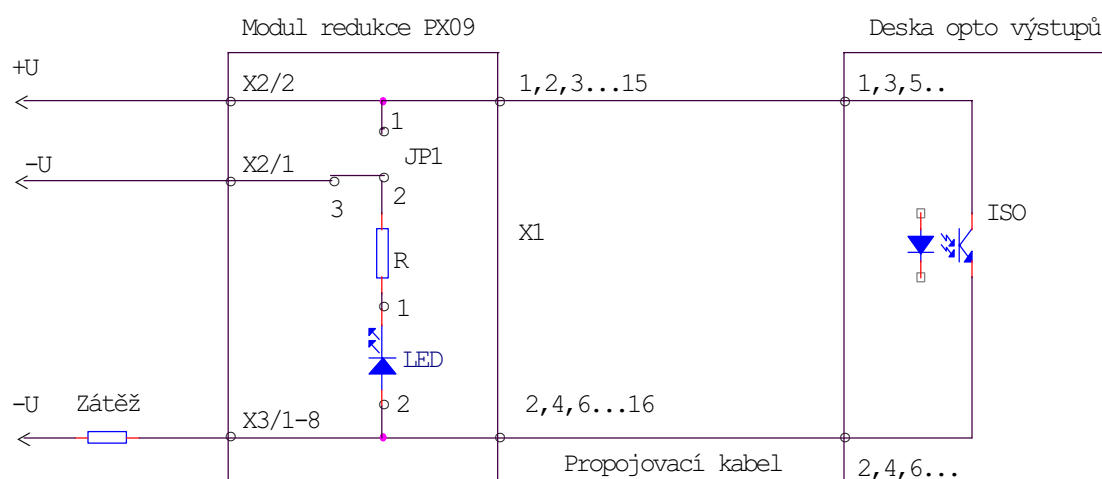 Modul redukce PX09
Deska opto výstupů
+U
X2/2
1,2,3...15
1,3,5..
1
JP1
-U
X2/1
2
3
ISO
X1
R
1
LED
-U
Zátěž
2
X3/1-8
2,4,6...16
Propojovací kabel
2,4,6...